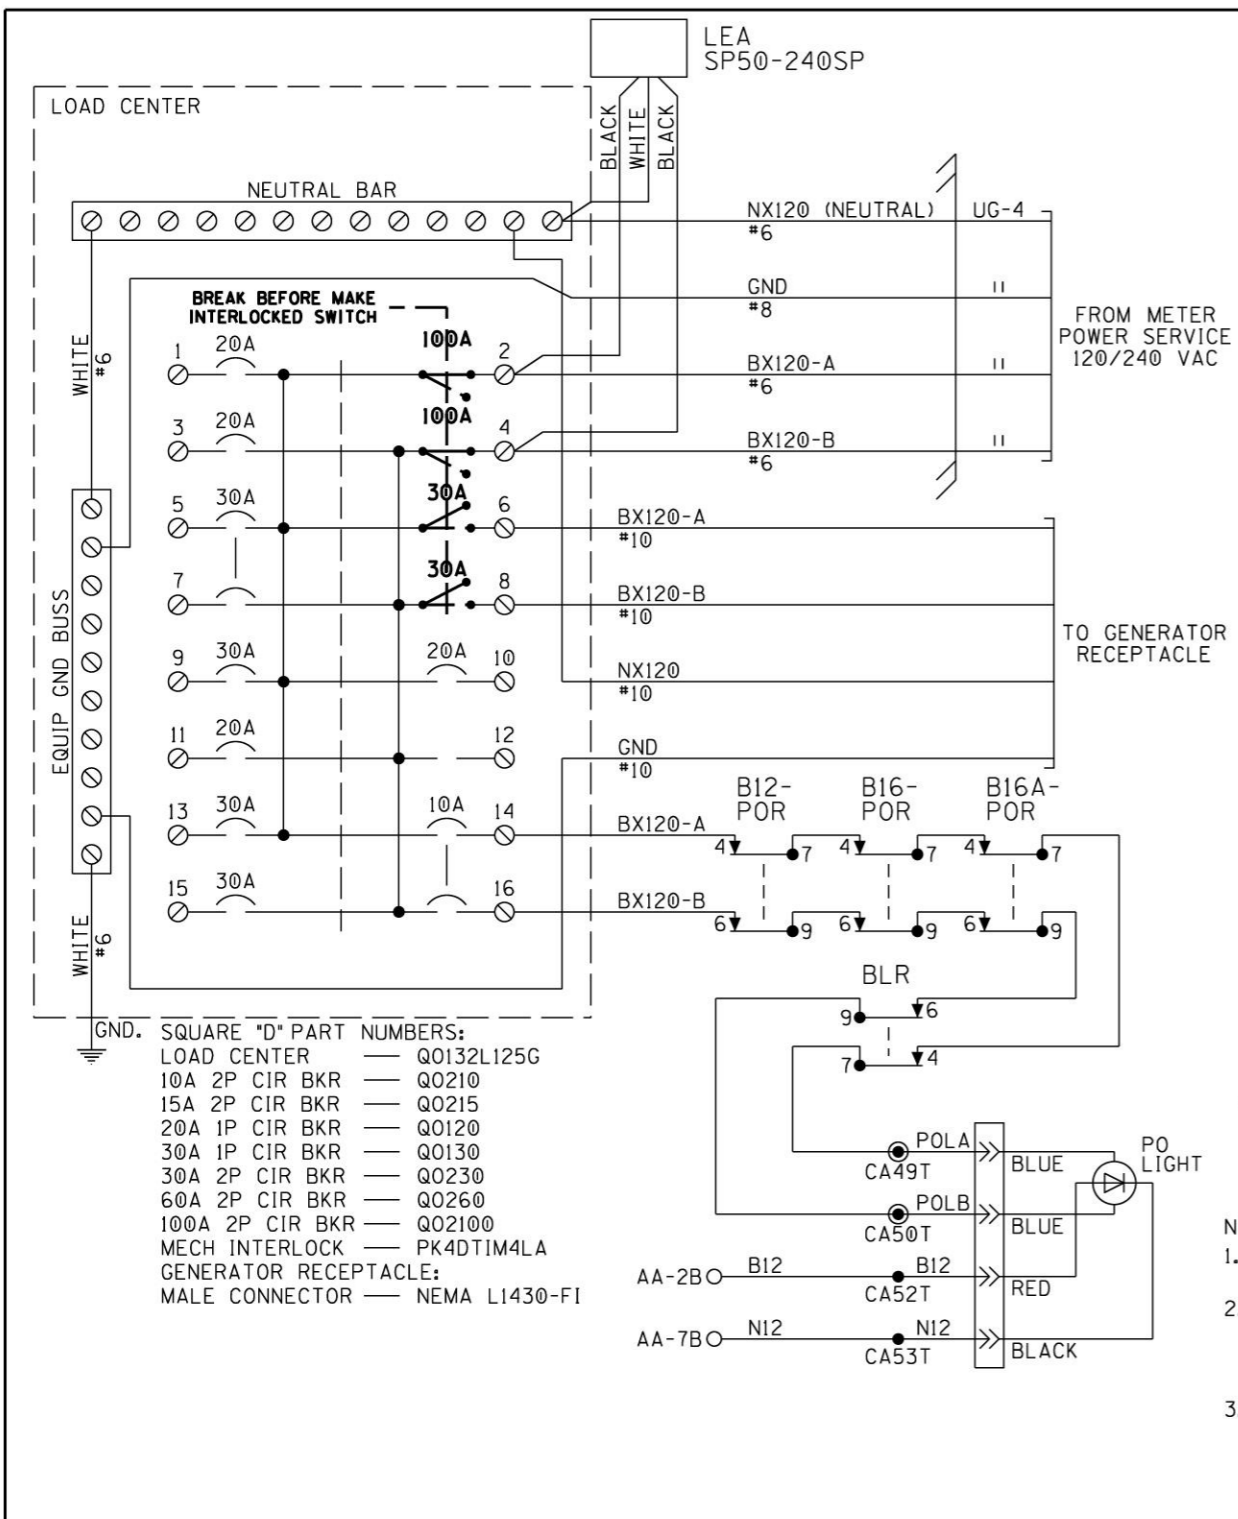 LEA
SP50-240SP
LOAD CENTER
BLACK
WHITE
BLACK
NEUTRAL BAR
NX120 (NEUTRAL)
UG-4
#6
GND
"
#8
BREAK BEFORE MAKE
INTERLOCKED SWITCH
FROM METER
POWER SERVICE
120/240 VAC
WHITE
#6
1
20A
100A
2
BX120-A
"
#6
3
20A
100A
4
BX120-B
"
#6
5
30A
30A
6
BX120-A
#10
7
30A
8
BX120-B
#10
EQUIP GND BUSS
TO GENERATOR
RECEPTACLE
9
30A
20A
10
NX120
#10
11
20A
12
GND
#10
B12-
POR
B16-
POR
B16A-
POR
13
30A
10A
14
BX120-A
4
7
4
7
4
7
15
30A
16
BX120-B
6
9
6
9
6
9
WHITE
#6
BLR
9
6
7
4
GND.
SQUARE "D" PART NUMBERS:
LOAD CENTER — QO132L125G
10A 2P CIR BKR — QO210
15A 2P CIR BKR — QO215
20A 1P CIR BKR — QO120
30A 1P CIR BKR — QO130
30A 2P CIR BKR — QO230
60A 2P CIR BKR — QO260
100A 2P CIR BKR — QO2100
MECH INTERLOCK — PK4DTIM4LA
GENERATOR RECEPTACLE:
MALE CONNECTOR — NEMA L1430-FI
POLA
CA49T
BLUE
PO
LIGHT
POLB
CA50T
BLUE
AA-2B
B12
B12
CA52T
RED
AA-7B
N12
N12
CA53T
BLACK
N
1.
2
3